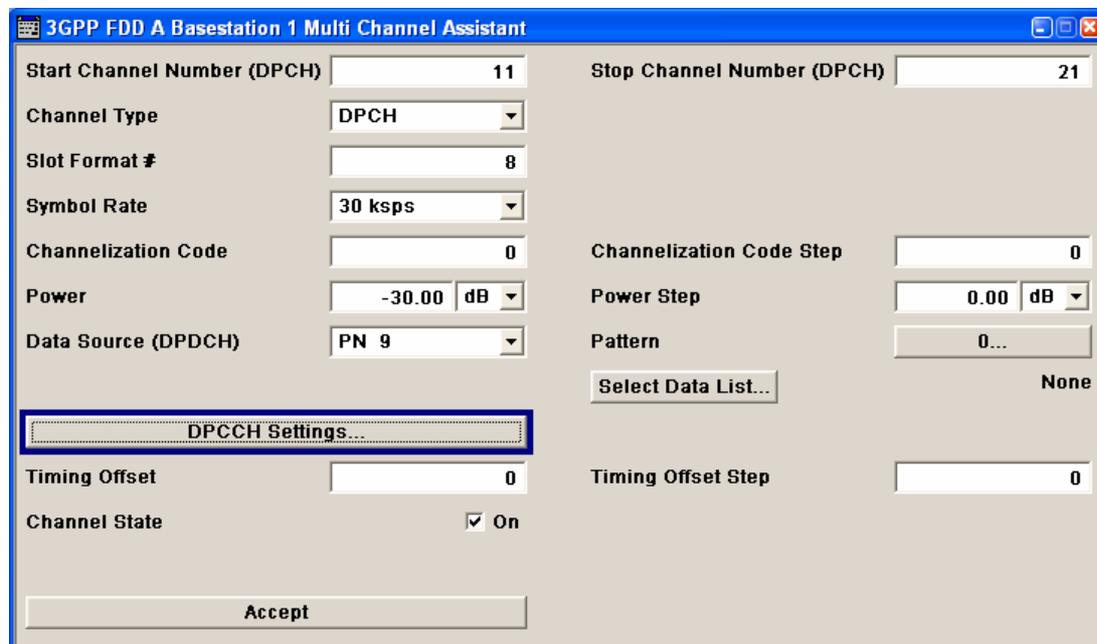 3GPP FDD A Basestation 1 Multi Channel Assistant
Start Channel Number (DPCH) 11 Stop Channel Number (DPCH) 21
Channel Type DPCH
Slot Format # 8
Symbol Rate 30 ksps
Channelization Code 0 Channelization Code Step 0
Power -30.00 dB Power Step 0.00 dB
Data Source (DPDCH) PN 9 Pattern 0...
Select Data List... None
DPCCH Settings...
Timing Offset 0 Timing Offset Step 0
Channel State On
Accept